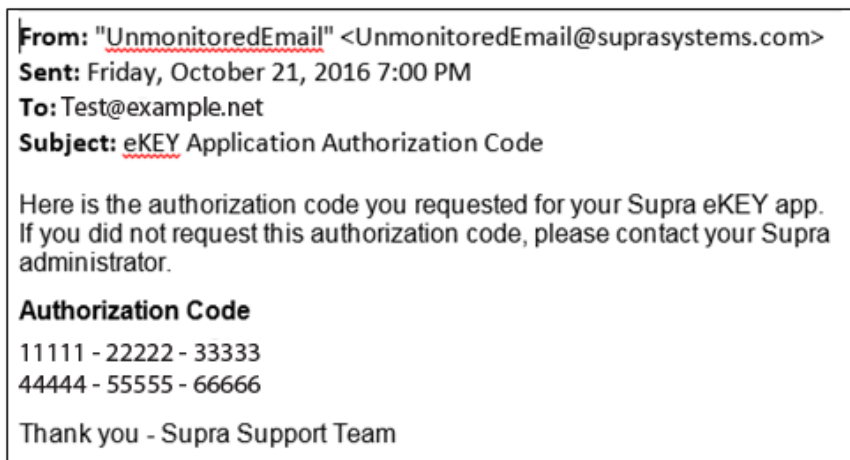 From: "UnmonitoredEmail" <UnmonitoredEmail@suprasystems.com>
Sent: Friday, October 21, 2016 7:00 PM
To: Test@example.net
Subject: eKEY Application Authorization Code
Here is the authorization code you requested for your Supra eKEY app.
If you did not request this authorization code, please contact your Supra
administrator.
Authorization Code
11111 - 22222 - 33333
44444 - 55555 - 66666
Thank you - Supra Support Team